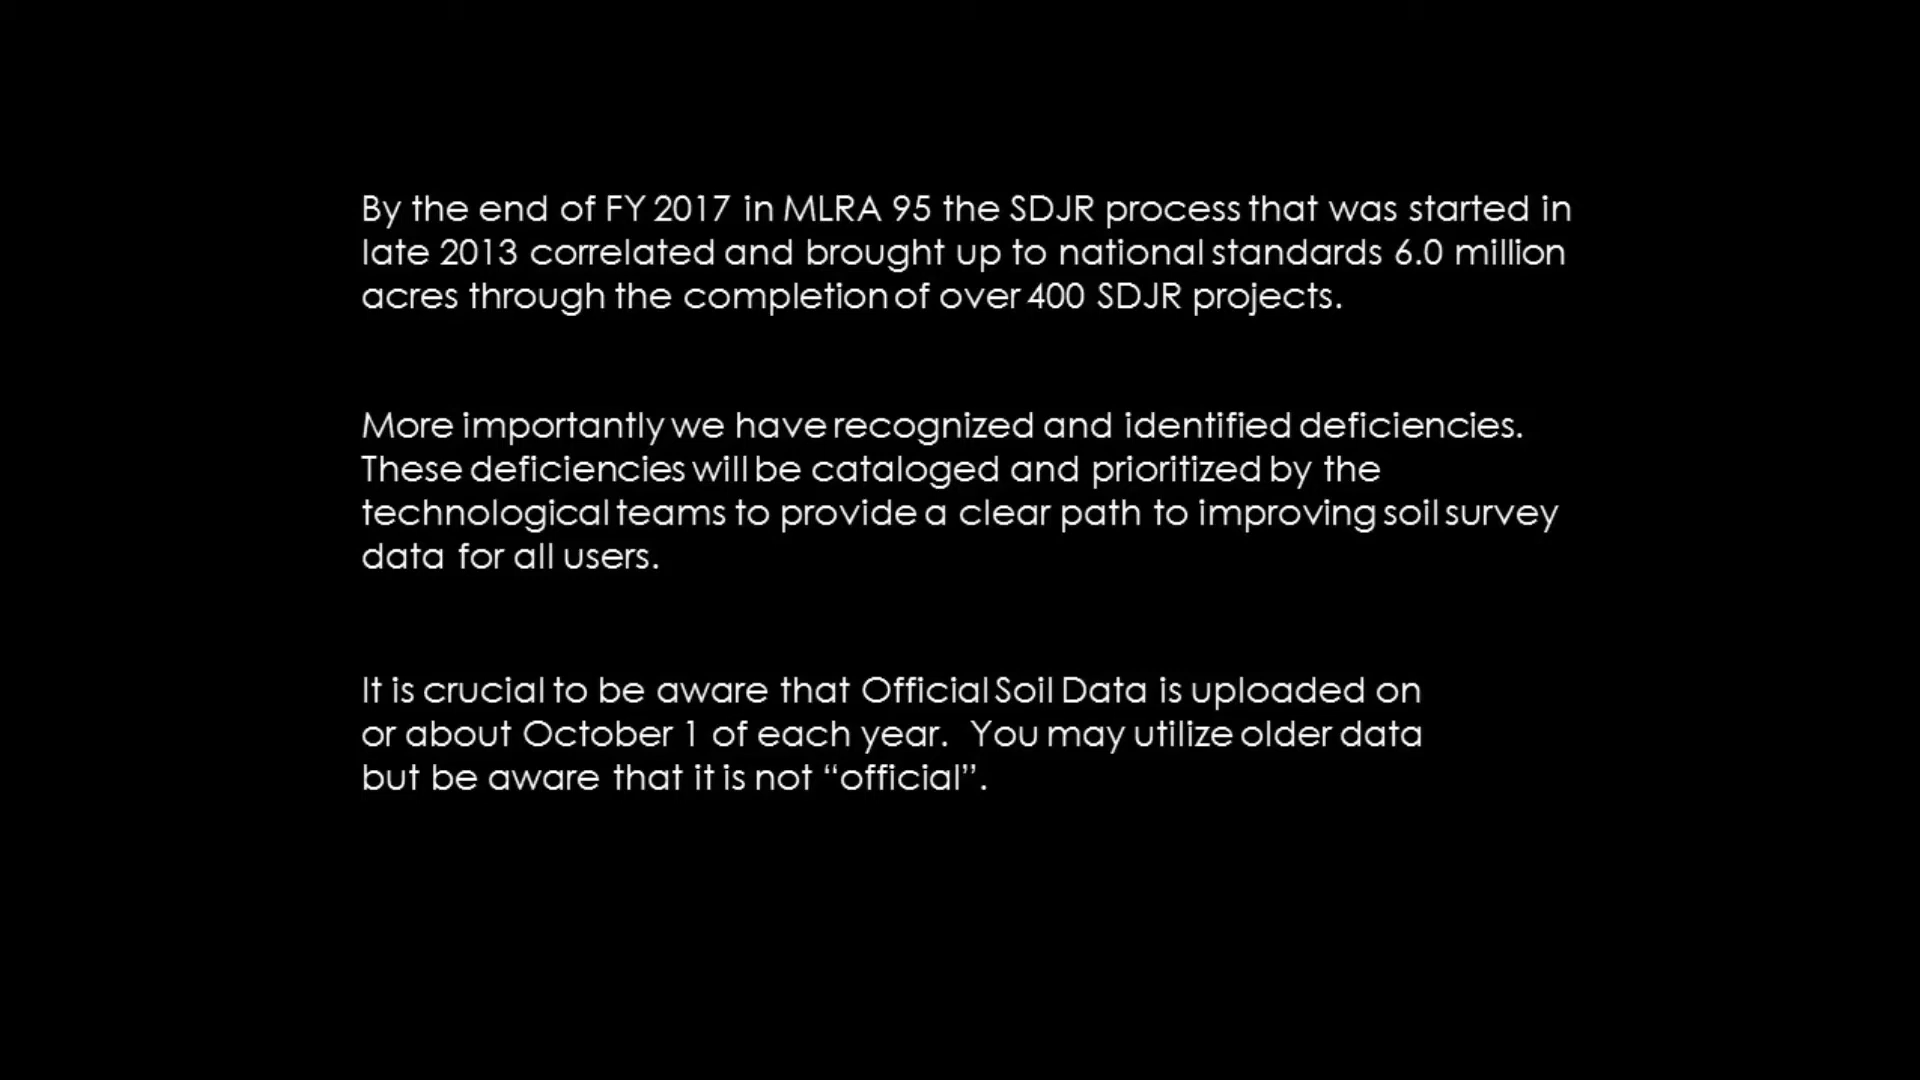 By the end of FY 2017 in MLRA 95 the SDJR process that was started in
late 2013 correlated and brought up to national standards 6.0 million
acres through the completion of over 400 SDJR projects.
More importantly we have recognized and identified deficiencies.
These deficiencies will be cataloged and prioritized by the
technological teams to provide a clear path to improving soil survey
data for all users.
It is crucial to be aware that Official Soil Data is uploaded on
or about October 1 of each year.  You may utilize older data
but be aware that it is not “official”.